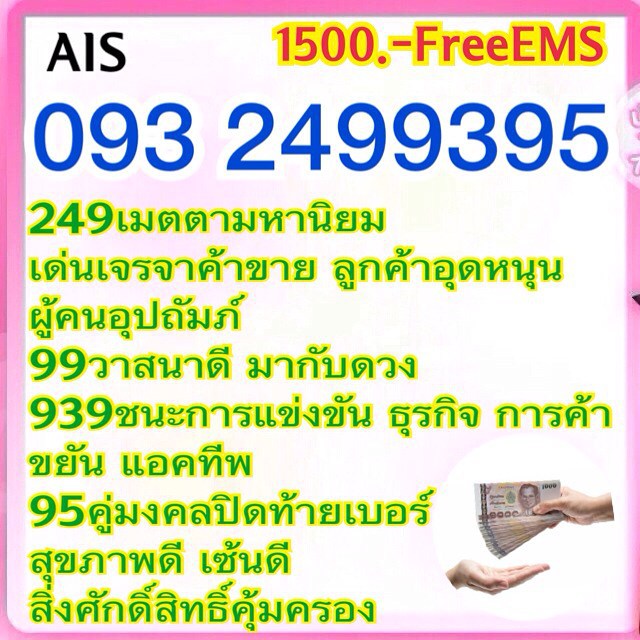 AIS
1500.-FreeEMS
093 2499395
249เมตตามหานิยม
เด่นเจรจาค้าขาย ลูกค้าอุดหนุน
ผู้คนอุปถัมภ์
99วาสนาดี มากับดวง
939ชนะการแข่งขัน ธุรกิจ การค้า
ขยัน แอคทีพ
95คู่มงคลปิดท้ายเบอร์
สุขภาพดี เซ้นดี
สิ่งศักดิ์สิทธิ์คุ้มครอง
1000